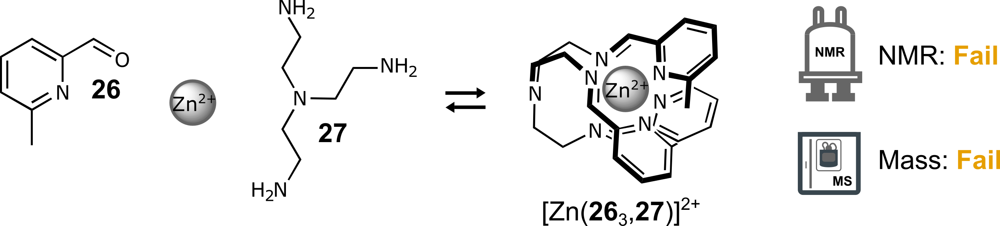 NH₂
O
N
26
Zn²⁺
NH₂
N
27
H₂N
N
N
N
N
N
N
N
Zn²⁺
[Zn(26₃,27)]²⁺
NMR
NMR: Fail
MS
Mass: Fail